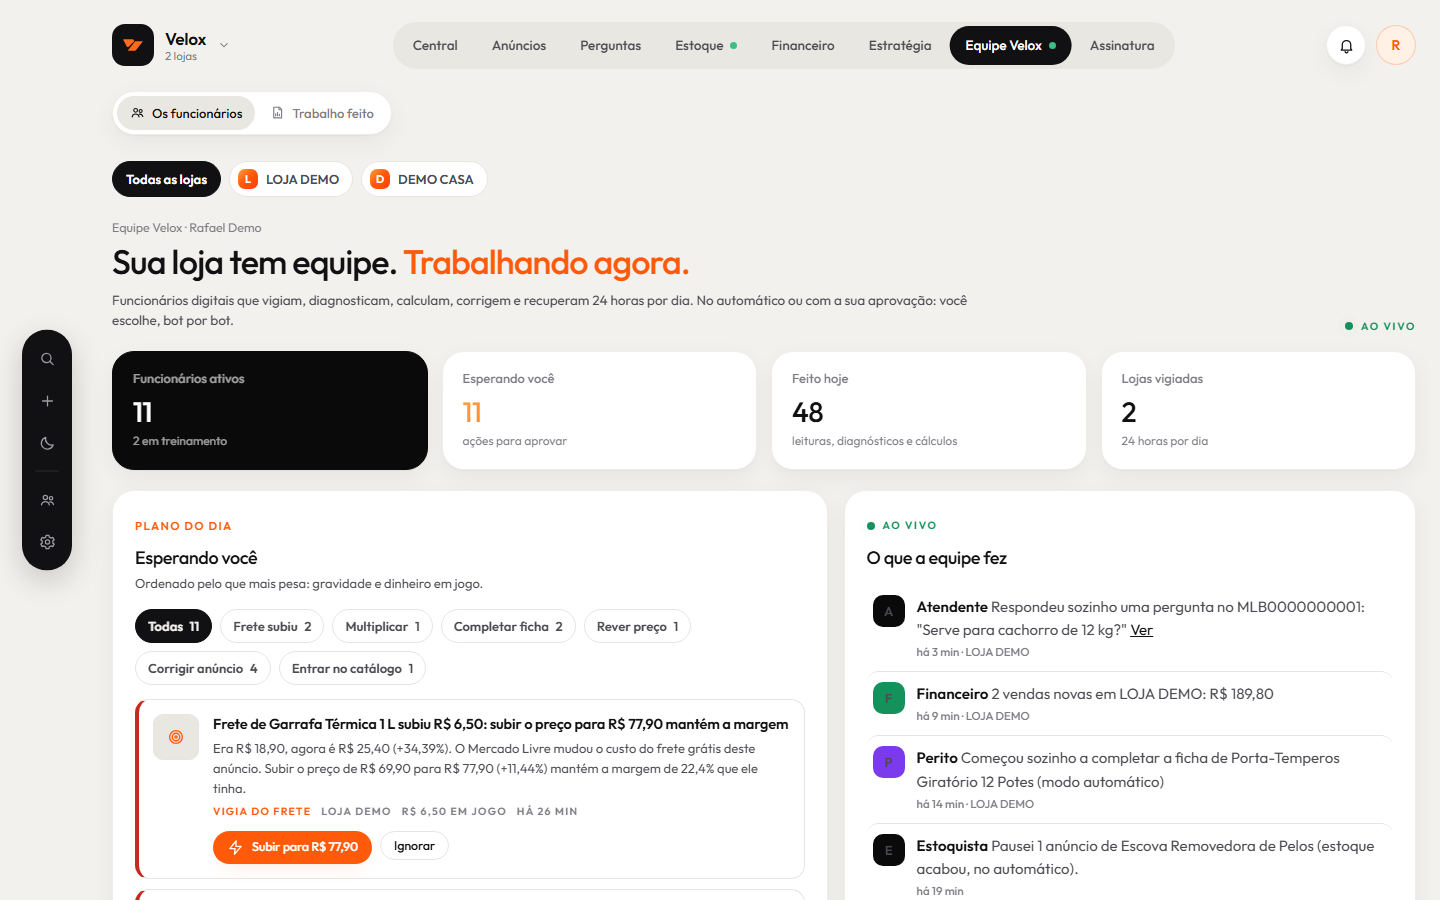 Velox
2 lojas
Central
Anúncios
Perguntas
Estoque
Financeiro
Estratégia
Equipe Velox
Assinatura
R
Os funcionários
Trabalho feito
Todas as lojas
L LOJA DEMO
D DEMO CASA
Equipe Velox · Rafael Demo
Sua loja tem equipe. Trabalhando agora.
Funcionários digitais que vigiam, diagnosticam, calculam, corrigem e recuperam 24 horas por dia. No automático ou com a sua aprovação: você
escolhe, bot por bot.
AO VIVO
Funcionários ativos
11
2 em treinamento
Esperando você
11
ações para aprovar
Feito hoje
48
leituras, diagnósticos e cálculos
Lojas vigiadas
2
24 horas por dia
PLANO DO DIA
Esperando você
Ordenado pelo que mais pesa: gravidade e dinheiro em jogo.
Todas 11
Frete subiu 2
Multiplicar 1
Completar ficha 2
Rever preço 1
Corrigir anúncio 4
Entrar no catálogo 1
Frete de Garrafa Térmica 1 L subiu R$ 6,50: subir o preço para R$ 77,90 mantém a margem
Era R$ 18,90, agora é R$ 25,40 (+34,39%). O Mercado Livre mudou o custo do frete grátis deste
anúncio. Subir o preço de R$ 69,90 para R$ 77,90 (+11,44%) mantém a margem de 22,4% que ele
tinha.
VIGIA DO FRETE LOJA DEMO R$ 6,50 EM JOGO HÁ 26 MIN
Subir para R$ 77,90
Ignorar
AO VIVO
O que a equipe fez
A
Atendente Respondeu sozinho uma pergunta no MLB0000000001:
"Serve para cachorro de 12 kg?" Ver
há 3 min · LOJA DEMO
F
Financeiro 2 vendas novas em LOJA DEMO: R$ 189,80
há 9 min · LOJA DEMO
P
Perito Começou sozinho a completar a ficha de Porta-Temperos
Giratório 12 Potes (modo automático)
há 14 min · LOJA DEMO
E
Estoquista Pausei 1 anúncio de Escova Removedora de Pelos (estoque
acabou, no automático).
há 19 min